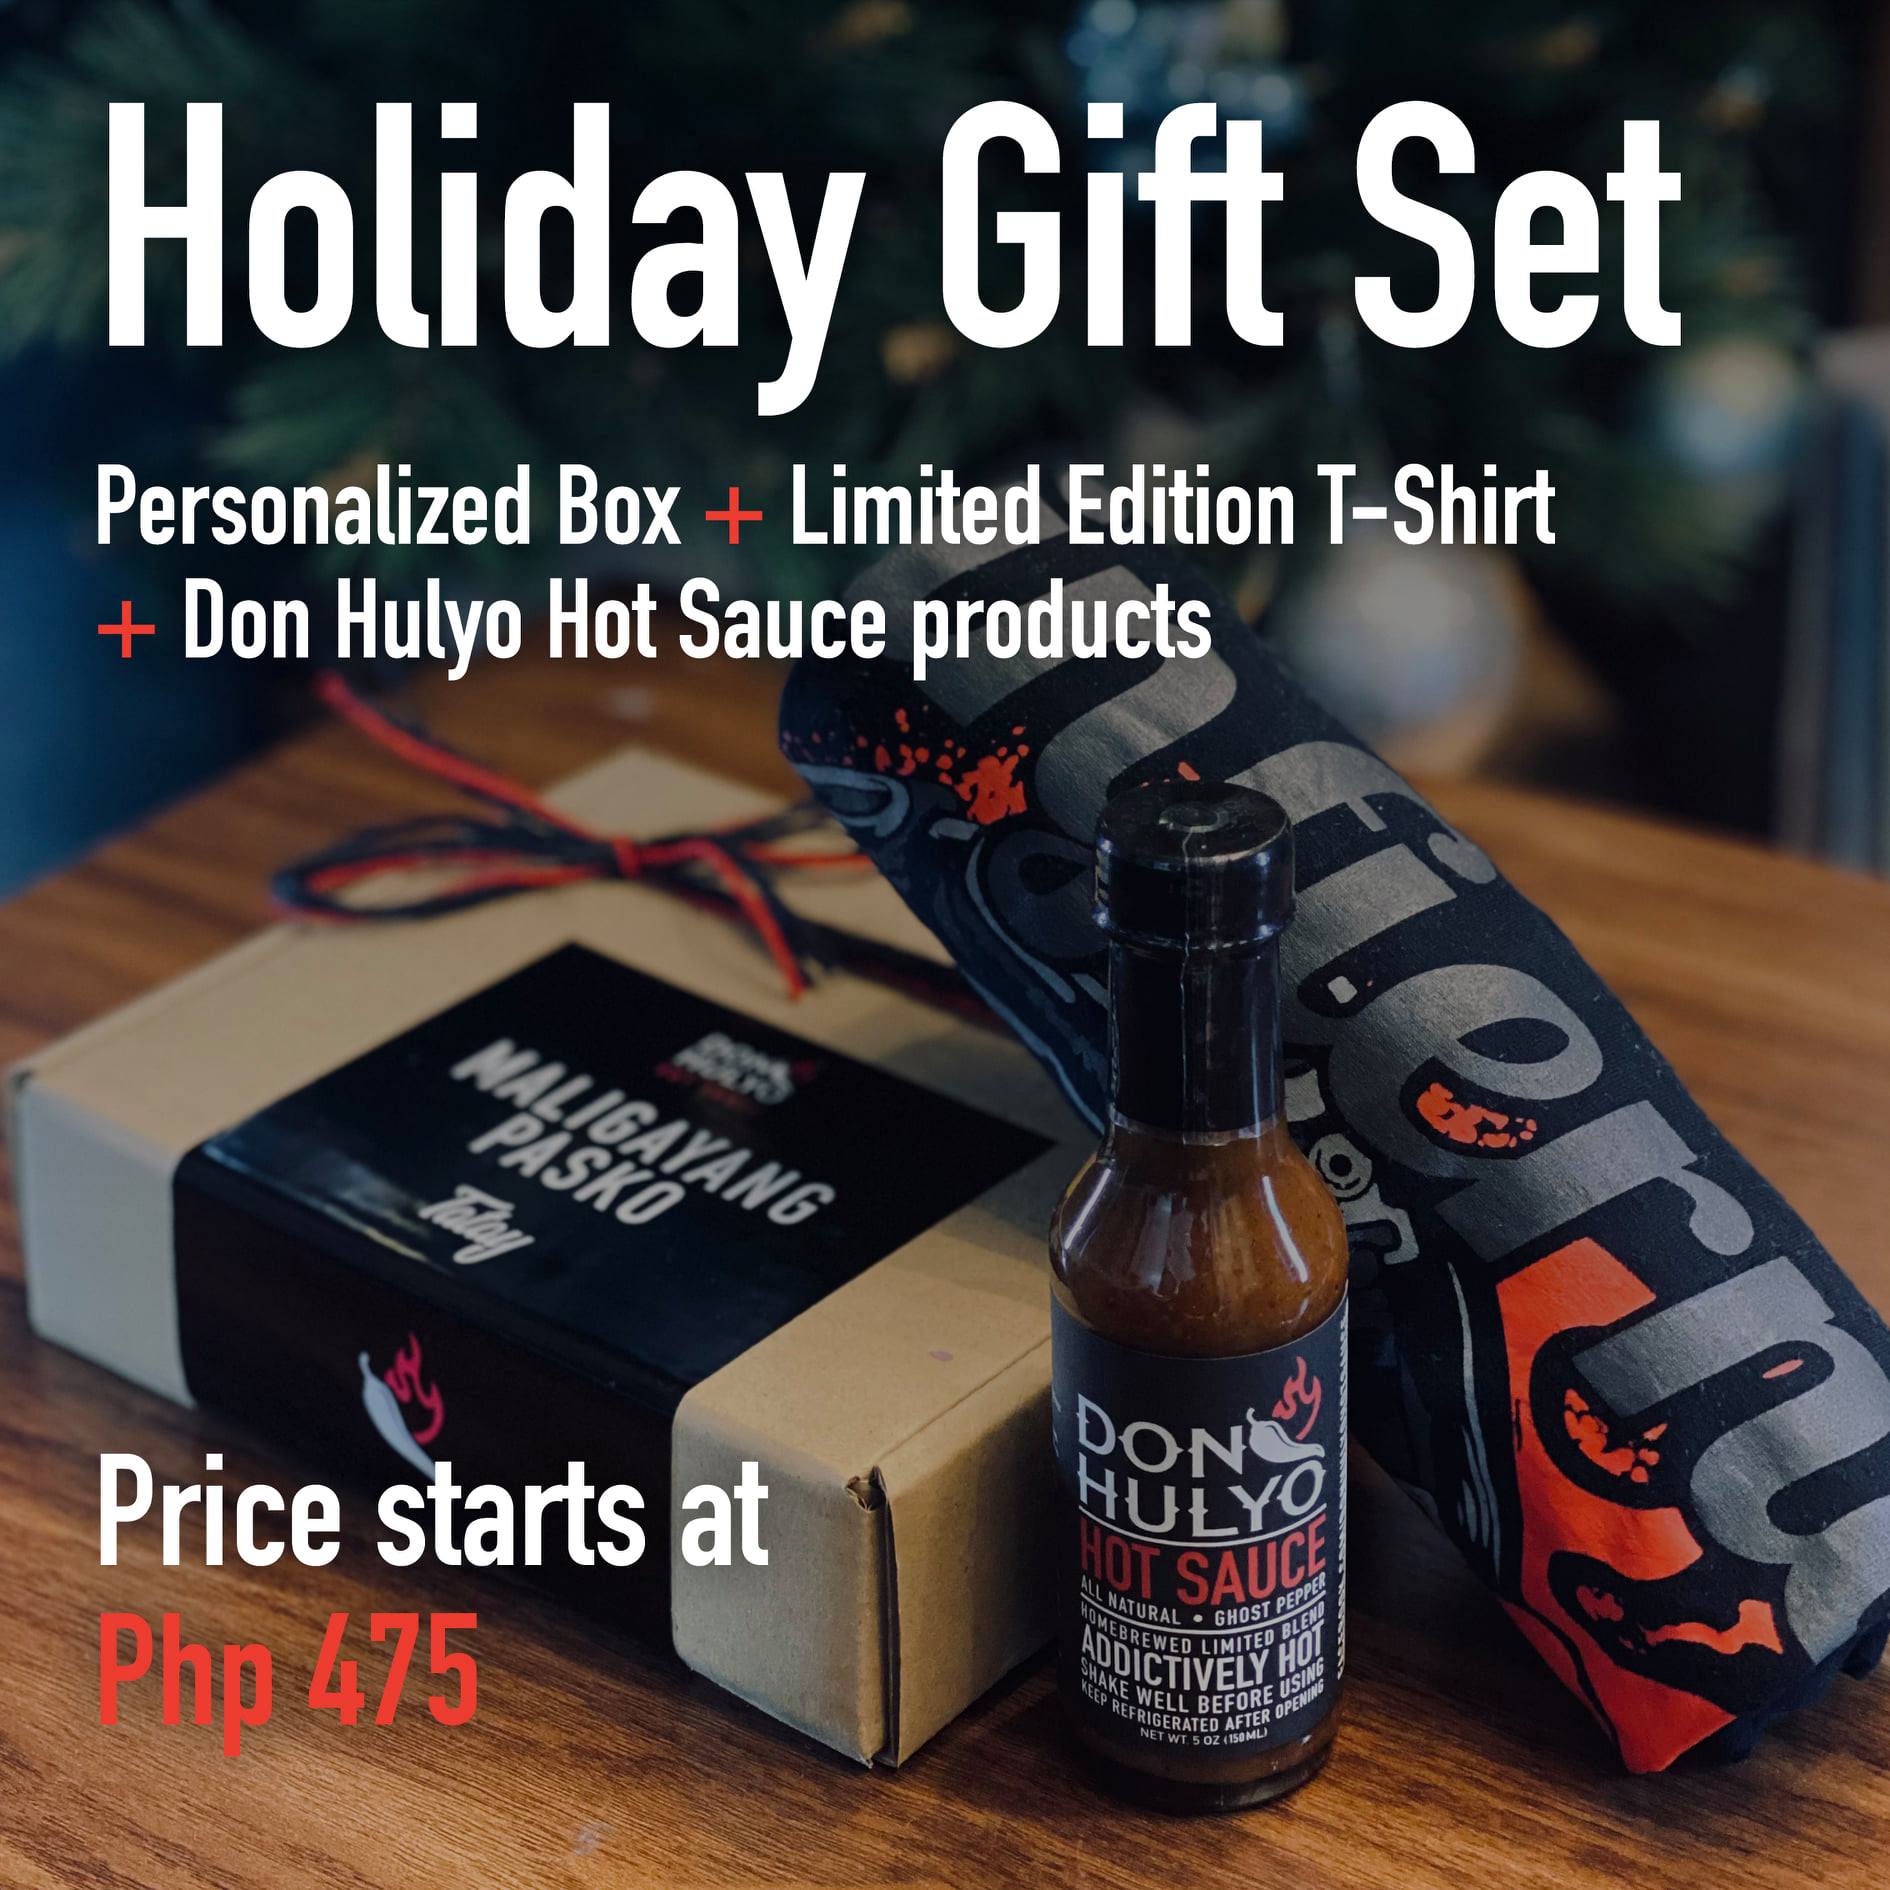 Holiday Gift Set
Personalized Box + Limited Edition T-Shirt
+ Don Hulyo Hot Sauce products
DON HULYO
MALIGAYANG
PASKO
Tatay
DON
HULYO
HOT SAUCE
ALL NATURAL • GHOST PEPPER
HOMEBREWED LIMITED BLEND
ADDICTIVELY HOT
SHAKE WELL BEFORE USING
KEEP REFRIGERATED AFTER OPENING
NET WT. 5 OZ (150ML)
Price starts at
Php 475